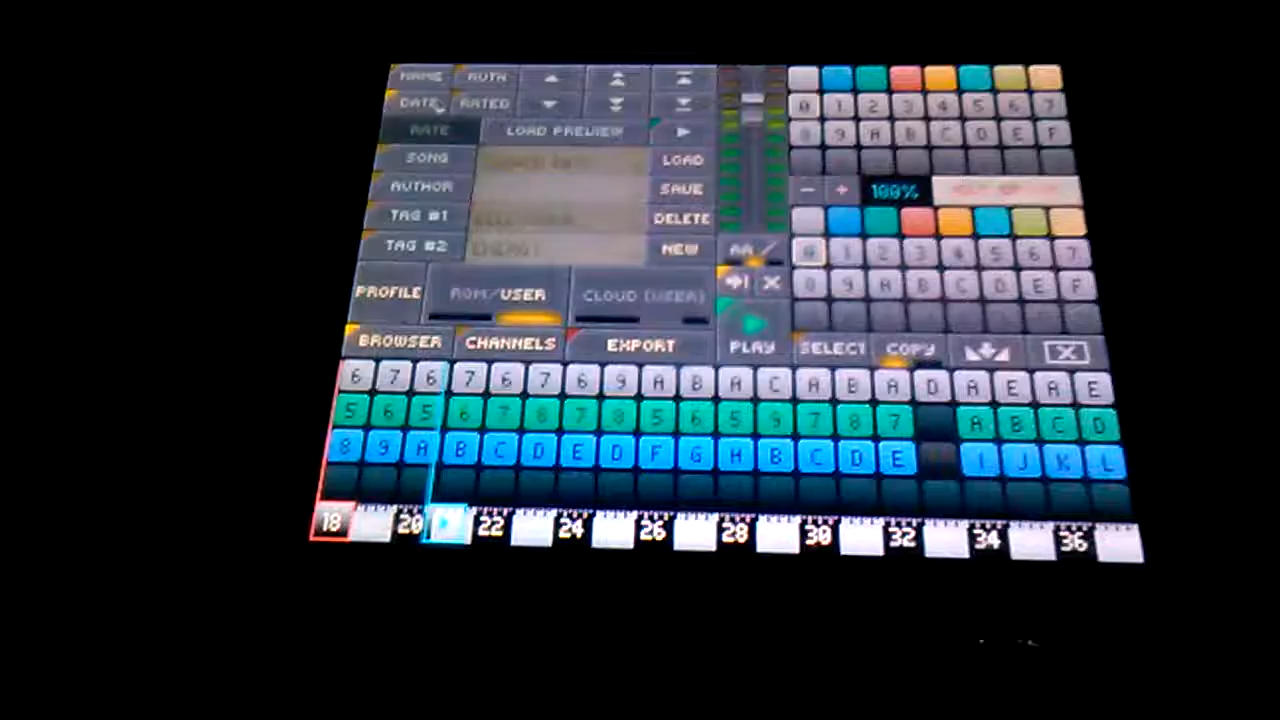 NAME AUTH
DATE RATED
RATE LOAD PREVIEW
SONG LOAD
AUTHOR SAVE
TAG #1 DELETE
TAG #2 ENERGY NEW
PROFILE ROM/USER CLOUD (USER)
BROWSER CHANNELS EXPORT
PLAY SELECT COPY
0 1 2 3 4 5 6 7
8 9 A B C D E F
- + 100%
0 1 2 3 4 5 6 7
8 9 A B C D E F
6 7 6 7 6 7 6 9 A B A C A B A D A E A E
5 6 5 6 7 8 7 8 5 6 5 9 7 8 7 A B C D
8 9 A B C D E D F G H B C D E I J K L
18 20 22 24 26 28 30 32 34 36